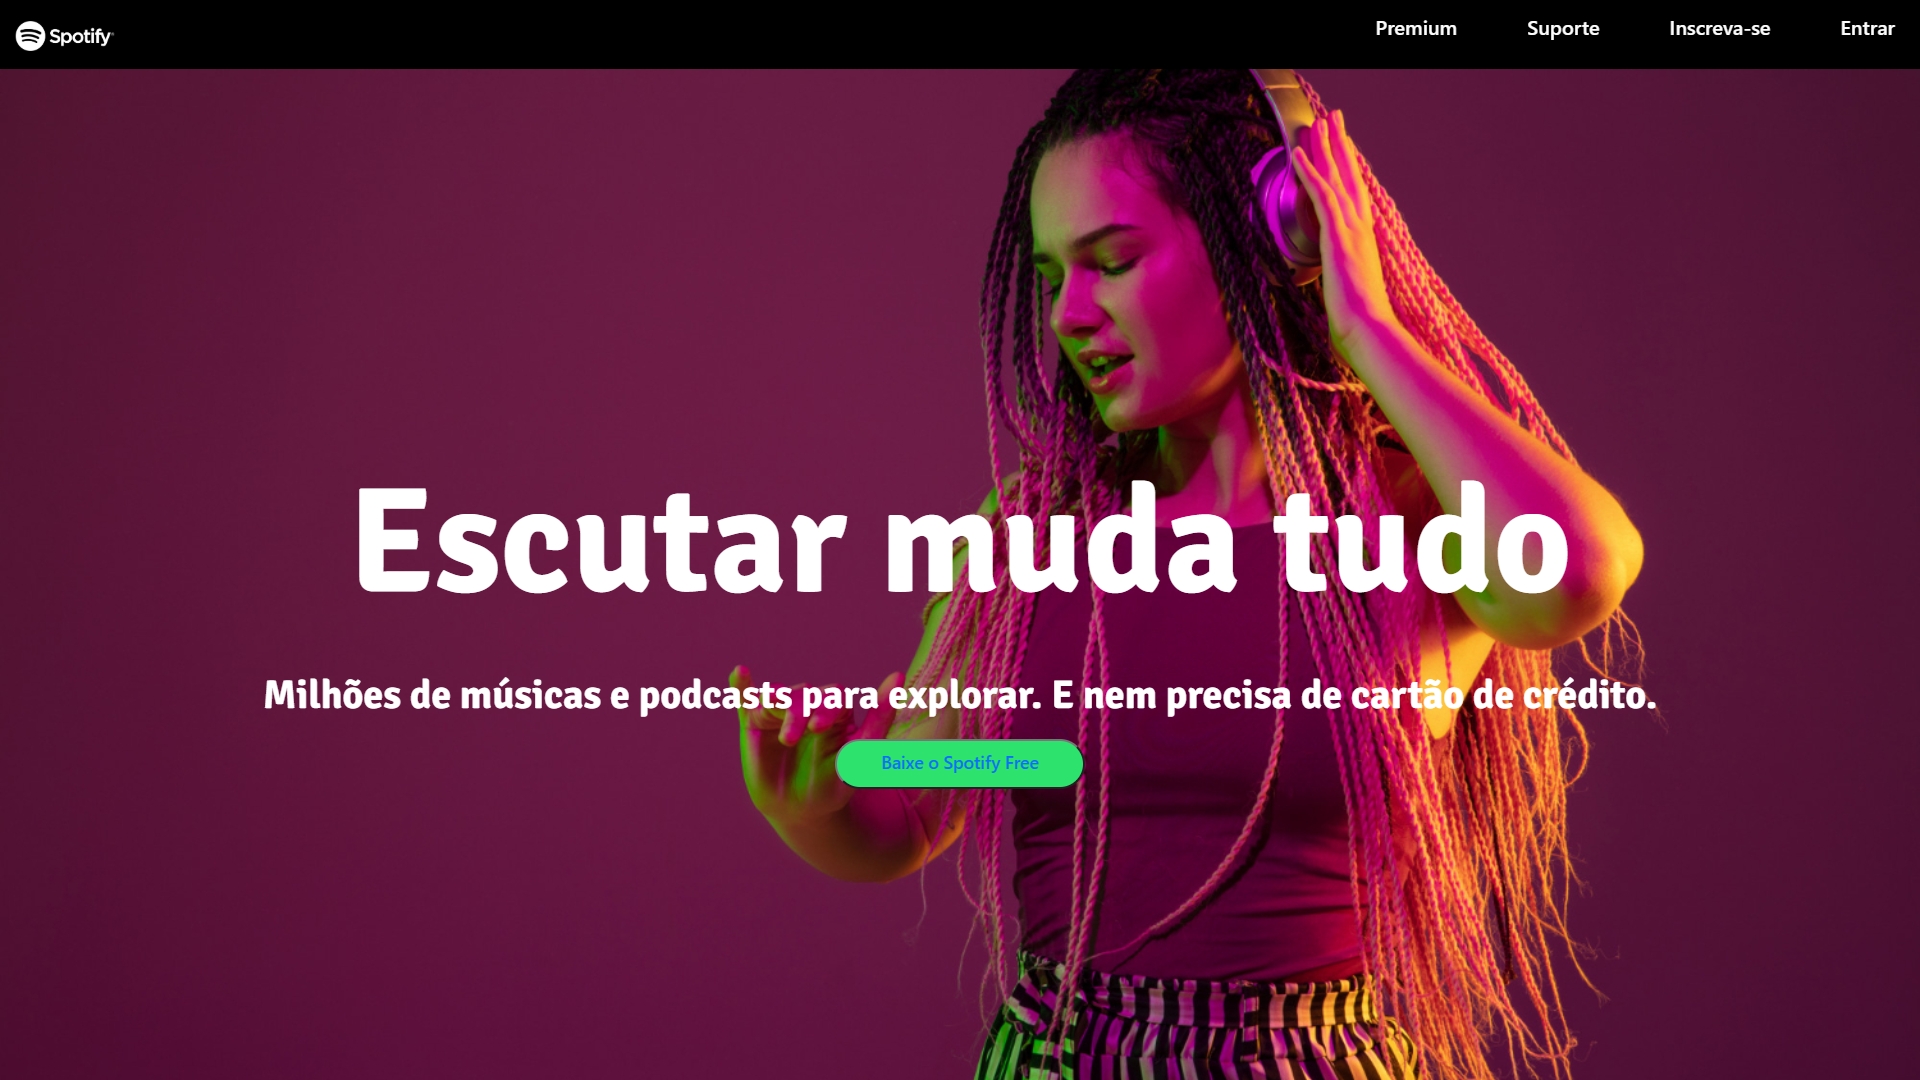 Spotify
Premium
Suporte
Inscreva-se
Entrar
Escutar muda tudo
Milhões de músicas e podcasts para explorar. E nem precisa de cartão de crédito.
Baixe o Spotify Free